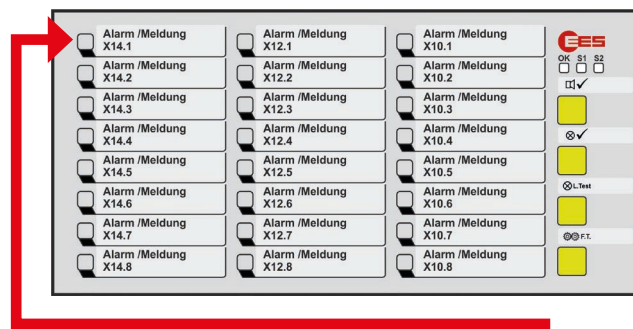 Alarm /Meldung
X14.1
Alarm /Meldung
X14.2
Alarm /Meldung
X14.3
Alarm /Meldung
X14.4
Alarm /Meldung
X14.5
Alarm /Meldung
X14.6
Alarm /Meldung
X14.7
Alarm /Meldung
X14.8
Alarm /Meldung
X12.1
Alarm /Meldung
X12.2
Alarm /Meldung
X12.3
Alarm /Meldung
X12.4
Alarm /Meldung
X12.5
Alarm /Meldung
X12.6
Alarm /Meldung
X12.7
Alarm /Meldung
X12.8
Alarm /Meldung
X10.1
Alarm /Meldung
X10.2
Alarm /Meldung
X10.3
Alarm /Meldung
X10.4
Alarm /Meldung
X10.5
Alarm /Meldung
X10.6
Alarm /Meldung
X10.7
Alarm /Meldung
X10.8
EES
OK S1 S2
L.Test
F.T.